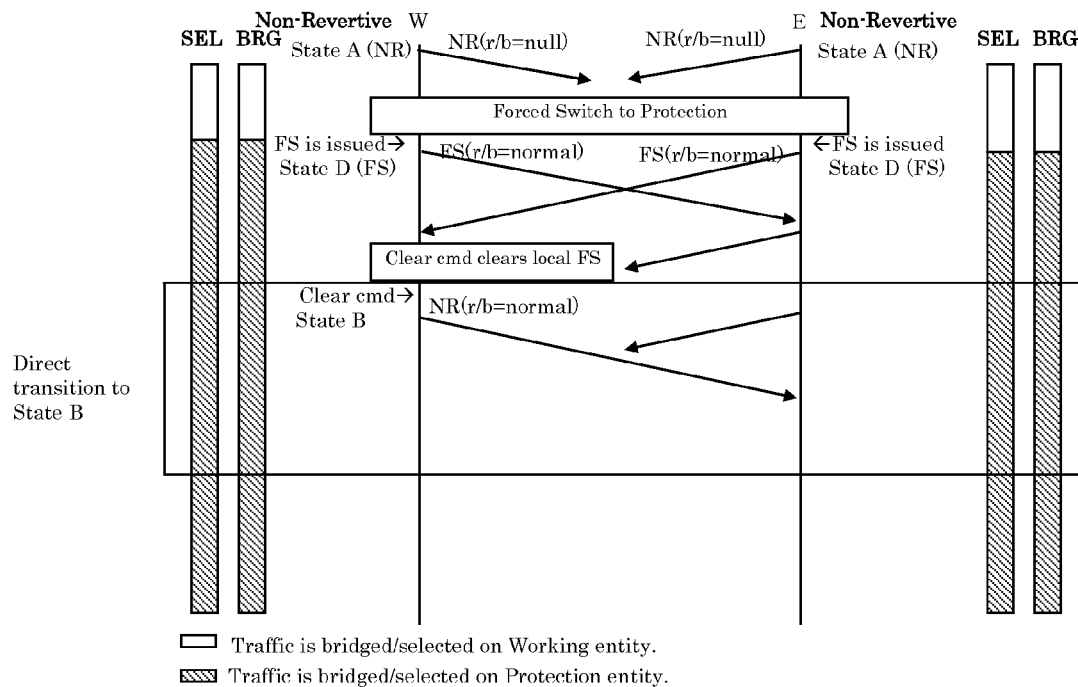 Non-Revertive W E Non-Revertive
SEL BRG State A (NR) NR(r/b=null) NR(r/b=null) State A (NR) SEL BRG
Forced Switch to Protection
FS is issued→ ←FS is issued
State D (FS) FS(r/b=normal) FS(r/b=normal) State D (FS)
Clear cmd clears local FS
Clear cmd→
State B NR(r/b=normal)
Direct
transition to
State B
Traffic is bridged/selected on Working entity.
Traffic is bridged/selected on Protection entity.